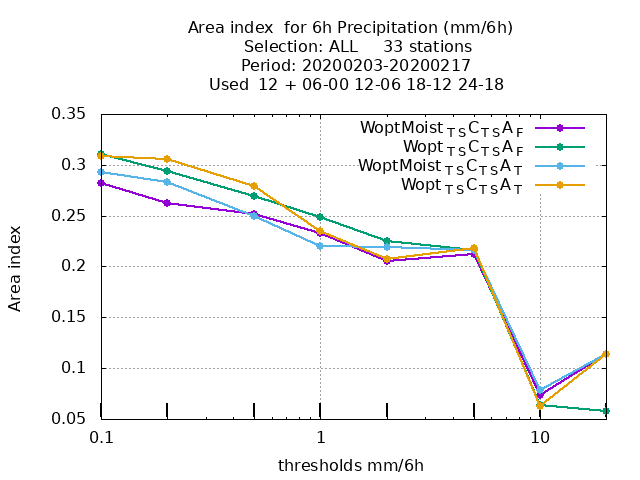 Area index  for 6h Precipitation (mm/6h)
Selection: ALL     33 stations
Period: 20200203-20200217
Used  12 + 06-00 12-06 18-12 24-18
WoptMoist TS C TS A F
Wopt TS C TS A F
WoptMoist TS C TS A T
Wopt TS C TS A T
0.35
0.3
0.25
0.2
0.15
0.1
0.05
Area index
0.1 1 10
thresholds mm/6h